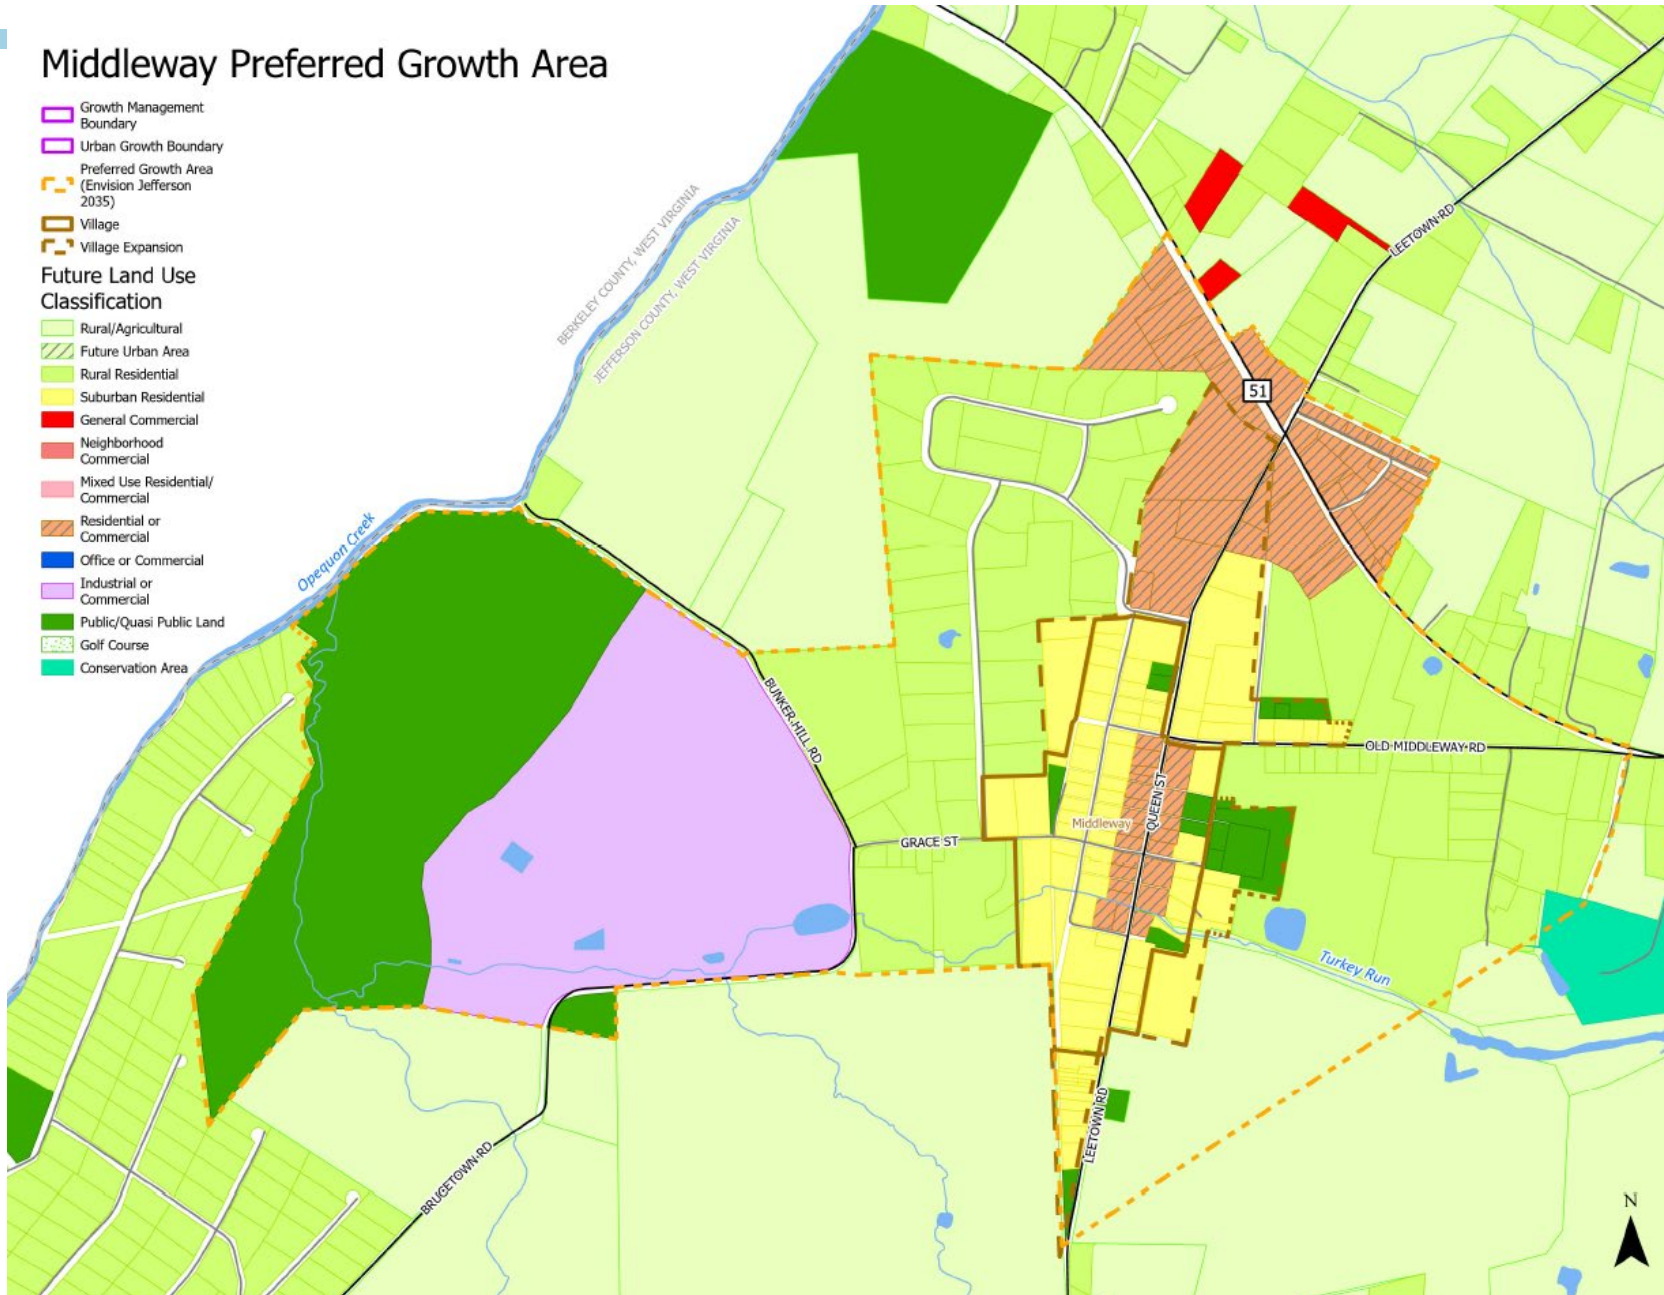 Middleway Preferred Growth Area
Growth Management
Boundary
Urban Growth Boundary
Preferred Growth Area
(Envision Jefferson
2035)
Village
Village Expansion
Future Land Use
Classification
Rural/Agricultural
Future Urban Area
Rural Residential
Suburban Residential
General Commercial
Neighborhood
Commercial
Mixed Use Residential/
Commercial
Residential or
Commercial
Office or Commercial
Industrial or
Commercial
Public/Quasi Public Land
Golf Course
Conservation Area
BERKELEY COUNTY, WEST VIRGINIA
JEFFERSON COUNTY, WEST VIRGINIA
LEETOWN RD
51
Opequon Creek
BUNKER HILL RD
OLD MIDDLEWAY RD
QUEEN ST
Middleway
GRACE ST
Turkey Run
LEETOWN RD
BRUCETOWN RD
N